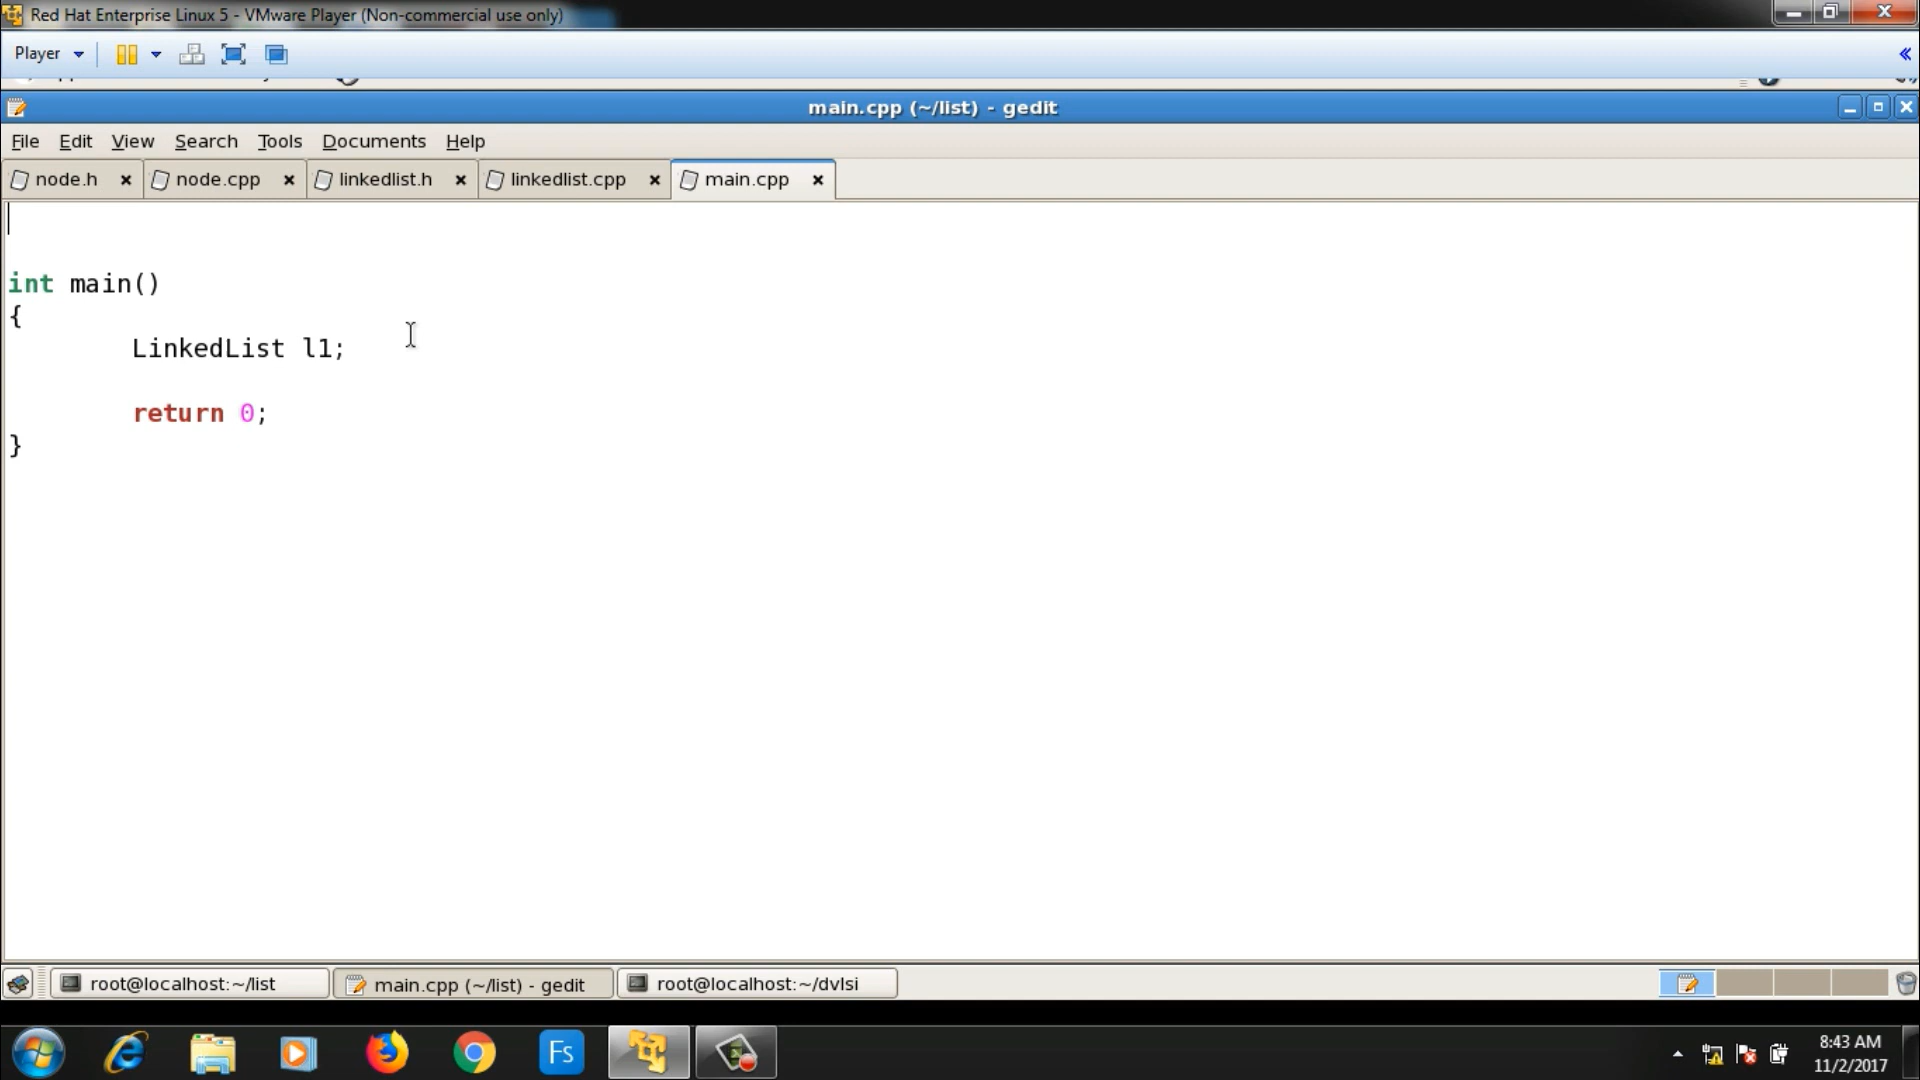 Red Hat Enterprise Linux 5 - VMware Player (Non-commercial use only)
Player
main.cpp (~/list) - gedit
File Edit View Search Tools Documents Help
node.h node.cpp linkedlist.h linkedlist.cpp main.cpp
int main()
{
LinkedList l1;
return 0;
}
root@localhost:~/list main.cpp (~/list) - gedit root@localhost:~/dvlsi
Fs
8:43 AM
11/2/2017